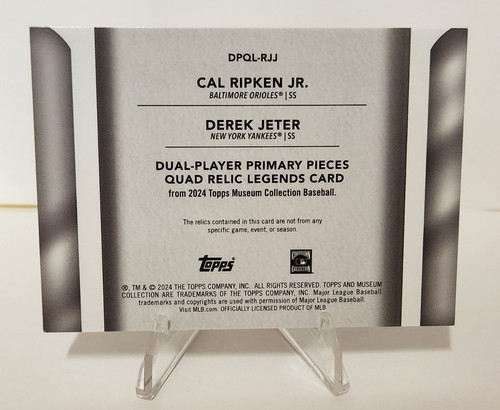 DPQL-RJJ
CAL RIPKEN JR.
BALTIMORE ORIOLES® | SS
DEREK JETER
NEW YORK YANKEES® | SS
DUAL-PLAYER PRIMARY PIECES
QUAD RELIC LEGENDS CARD
from 2024 Topps Museum Collection Baseball.
The relics contained in this card are not from any
specific game, event, or season.
Topps
®, TM & © 2024 THE TOPPS COMPANY, INC. ALL RIGHTS RESERVED. TOPPS AND MUSEUM
COLLECTION ARE TRADEMARKS OF THE TOPPS COMPANY, INC. Major League Baseball
trademarks and copyrights are used with permission of Major League Baseball.
Visit MLB.com. OFFICIALLY LICENSED PRODUCT OF MLB.